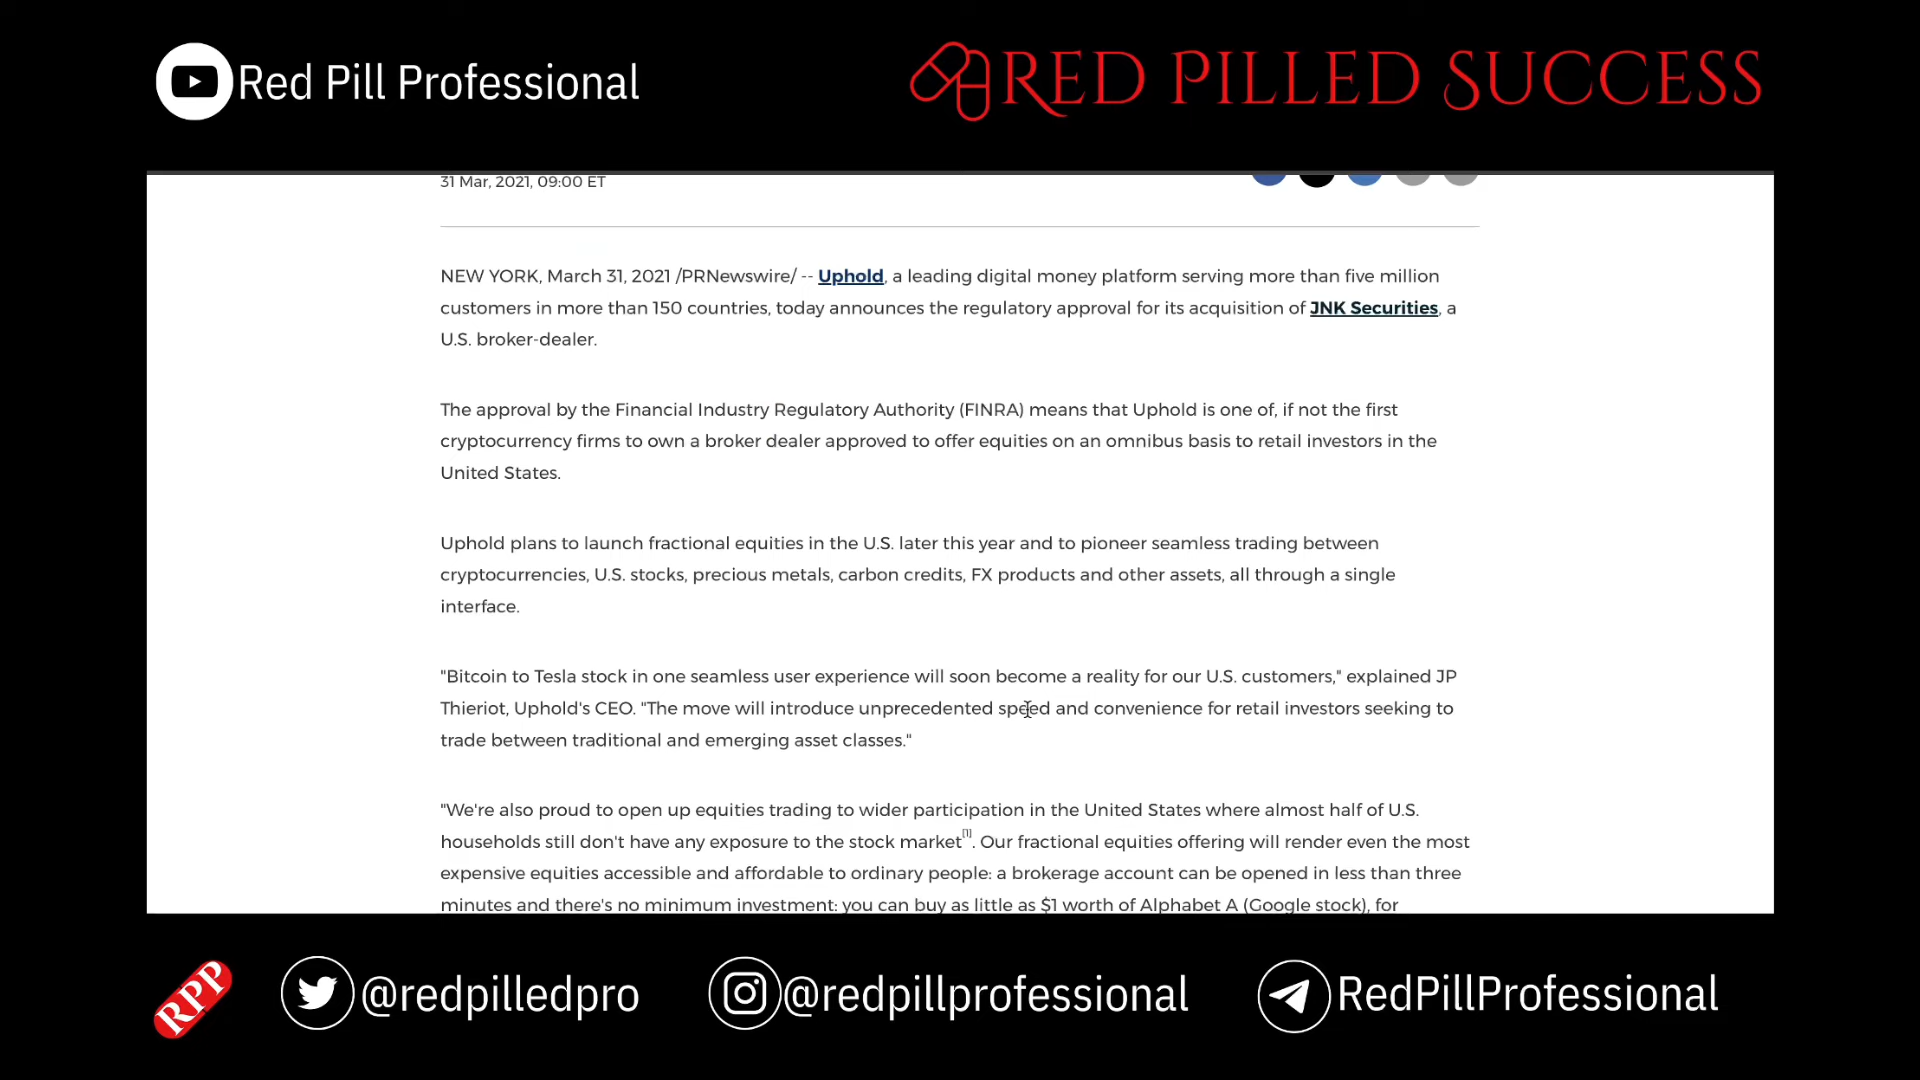 Red Pill Professional
RED PILLED SUCCESS
31 Mar, 2021, 09:00 ET
NEW YORK, March 31, 2021 /PRNewswire/ -- Uphold, a leading digital money platform serving more than five million
customers in more than 150 countries, today announces the regulatory approval for its acquisition of JNK Securities, a
U.S. broker-dealer.
The approval by the Financial Industry Regulatory Authority (FINRA) means that Uphold is one of, if not the first
cryptocurrency firms to own a broker dealer approved to offer equities on an omnibus basis to retail investors in the
United States.
Uphold plans to launch fractional equities in the U.S. later this year and to pioneer seamless trading between
cryptocurrencies, U.S. stocks, precious metals, carbon credits, FX products and other assets, all through a single
interface.
"Bitcoin to Tesla stock in one seamless user experience will soon become a reality for our U.S. customers," explained JP
Thieriot, Uphold's CEO. "The move will introduce unprecedented speed and convenience for retail investors seeking to
trade between traditional and emerging asset classes."
"We're also proud to open up equities trading to wider participation in the United States where almost half of U.S.
households still don't have any exposure to the stock market[1]. Our fractional equities offering will render even the most
expensive equities accessible and affordable to ordinary people: a brokerage account can be opened in less than three
minutes and there's no minimum investment: you can buy as little as $1 worth of Alphabet A (Google stock), for
RPP
@redpilledpro
@redpillprofessional
RedPillProfessional